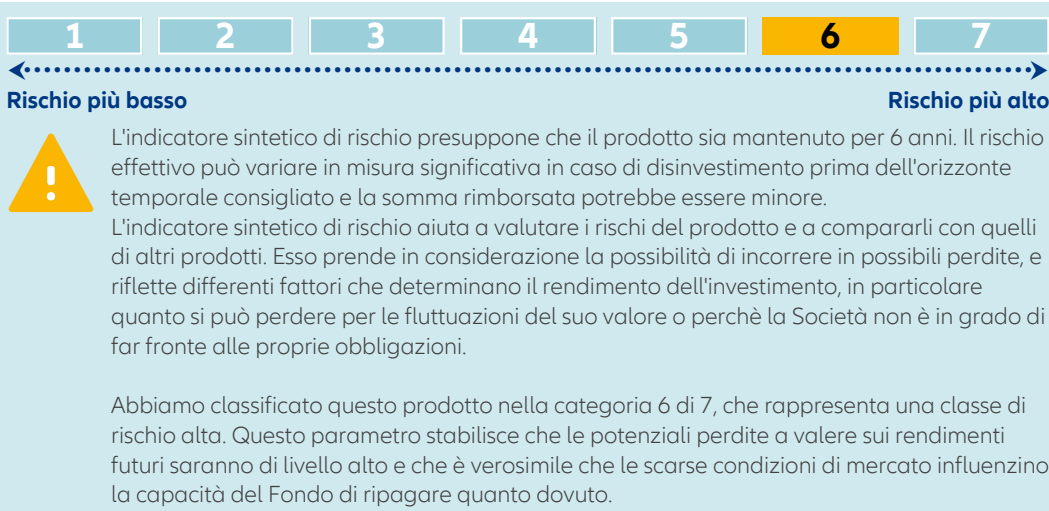 1 2 3 4 5 6 7
Rischio più basso Rischio più alto
L'indicatore sintetico di rischio presuppone che il prodotto sia mantenuto per 6 anni. Il rischio
effettivo può variare in misura significativa in caso di disinvestimento prima dell'orizzonte
temporale consigliato e la somma rimborsata potrebbe essere minore.
L'indicatore sintetico di rischio aiuta a valutare i rischi del prodotto e a compararli con quelli
di altri prodotti. Esso prende in considerazione la possibilità di incorrere in possibili perdite, e
riflette differenti fattori che determinano il rendimento dell'investimento, in particolare
quanto si può perdere per le fluttuazioni del suo valore o perchè la Società non è in grado di
far fronte alle proprie obbligazioni.
Abbiamo classificato questo prodotto nella categoria 6 di 7, che rappresenta una classe di
rischio alta. Questo parametro stabilisce che le potenziali perdite a valere sui rendimenti
futuri saranno di livello alto e che è verosimile che le scarse condizioni di mercato influenzino
la capacità del Fondo di ripagare quanto dovuto.